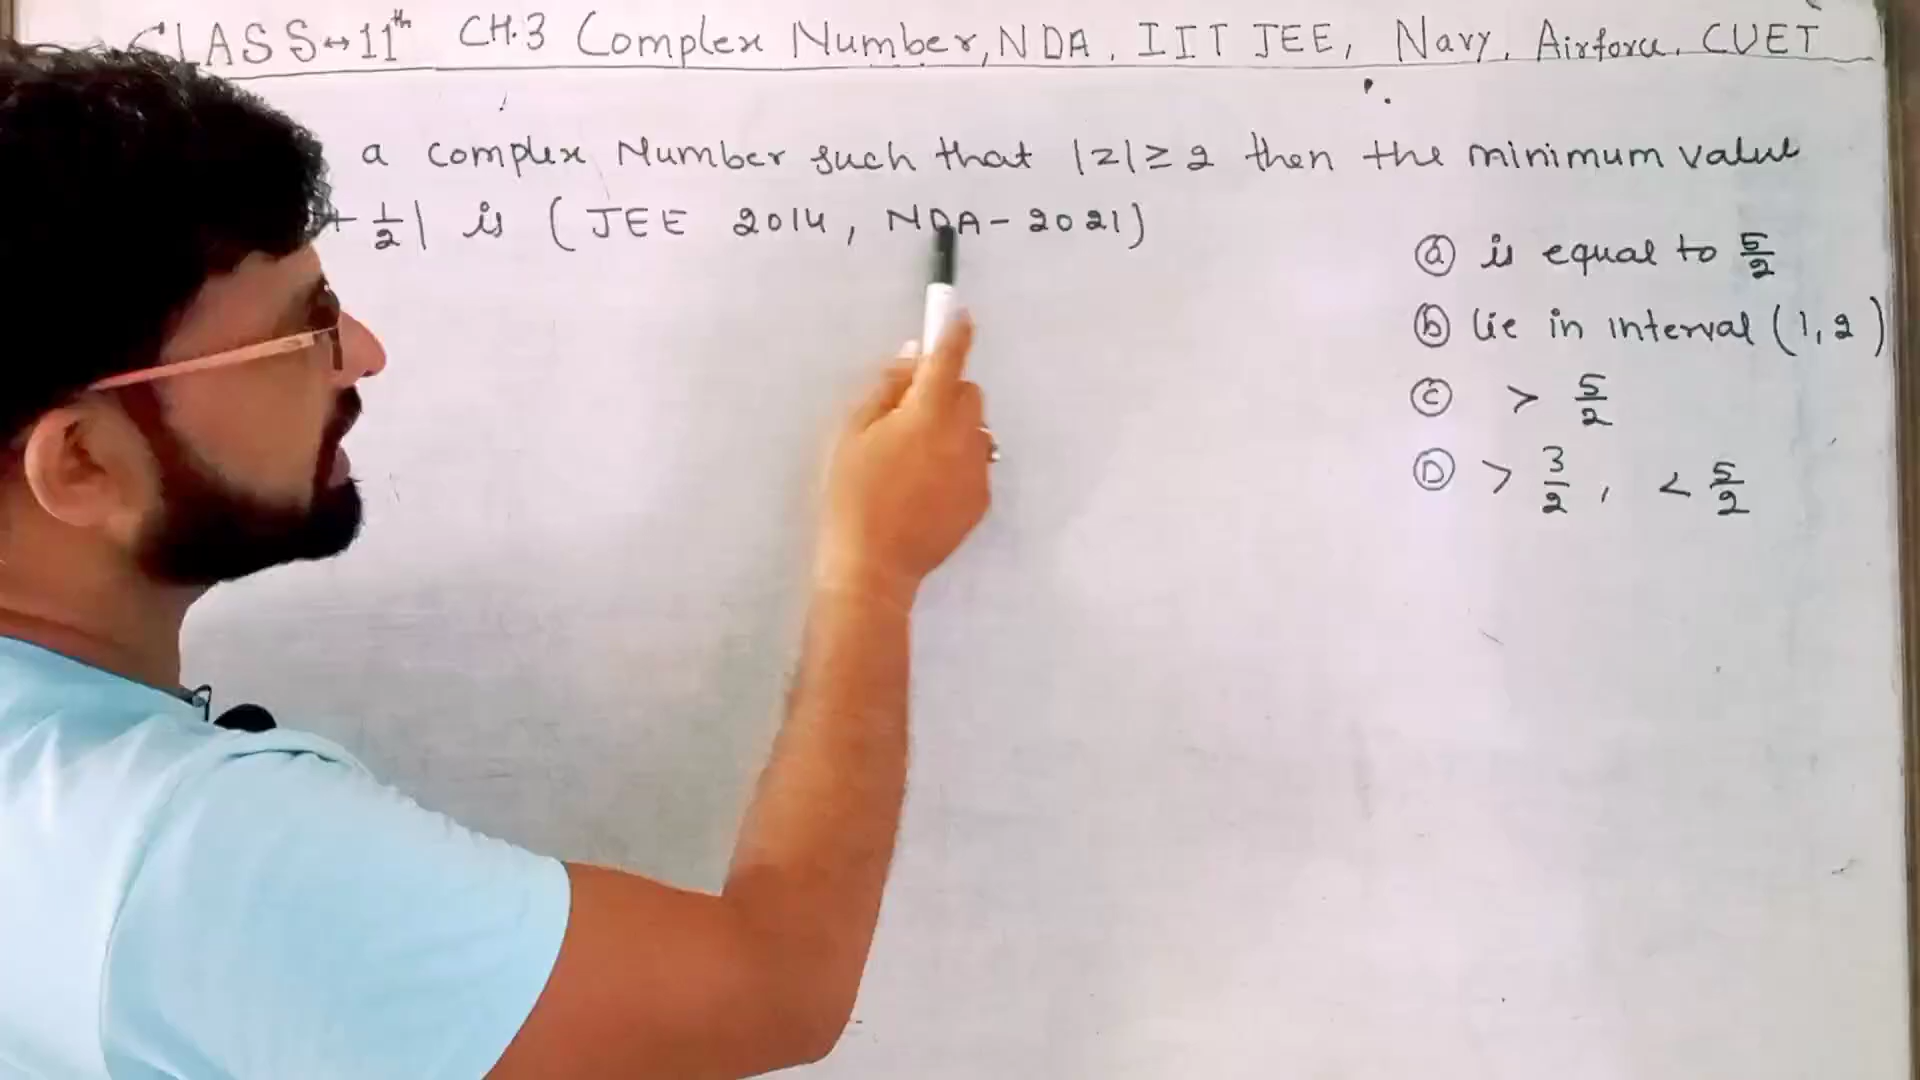 CLASS↔11th CH.3 Complex Number, NDA, IIT JEE, Navy, Airforce, CUET
a complex Number such that |z| ≥ 2 then the minimum value
+ 1/2| is (JEE 2014, NDA-2021)
(a) is equal to 5/2
(b) lie in interval (1, 2)
(c) > 5/2
(D) > 3/2, < 5/2